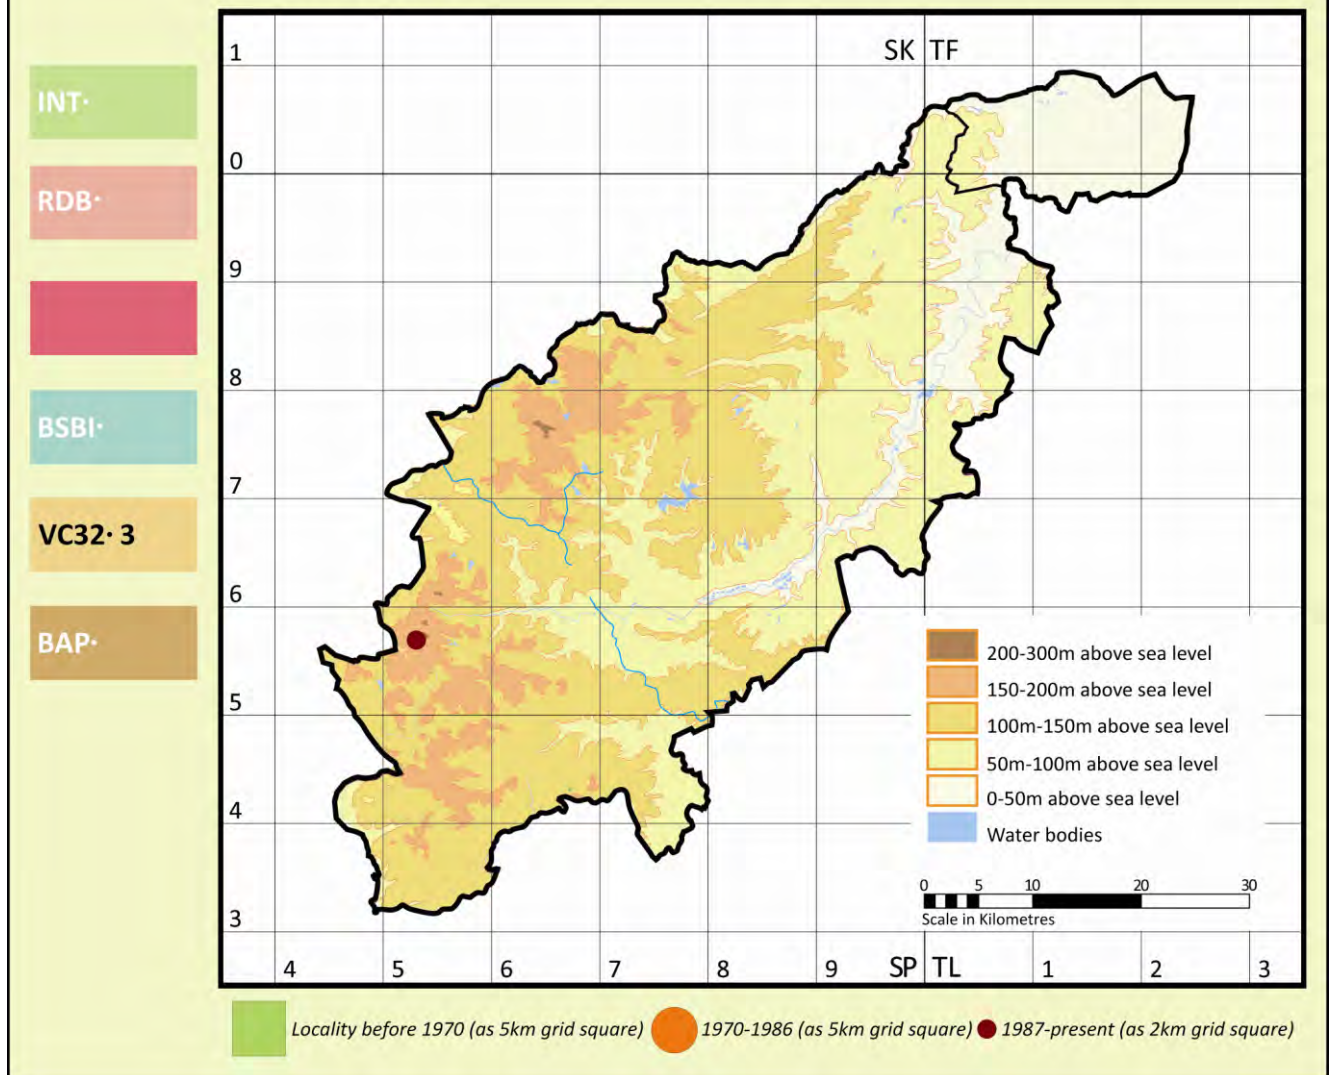 INT·
RDB·
BSBI·
VC32· 3
BAP·
1
0
9
8
7
6
5
4
3
SK TF
4 5 6 7 8 9 SP TL 1 2 3
200-300m above sea level
150-200m above sea level
100m-150m above sea level
50m-100m above sea level
0-50m above sea level
Water bodies
0 5 10 20 30
Scale in Kilometres
Locality before 1970 (as 5km grid square) 1970-1986 (as 5km grid square) 1987-present (as 2km grid square)